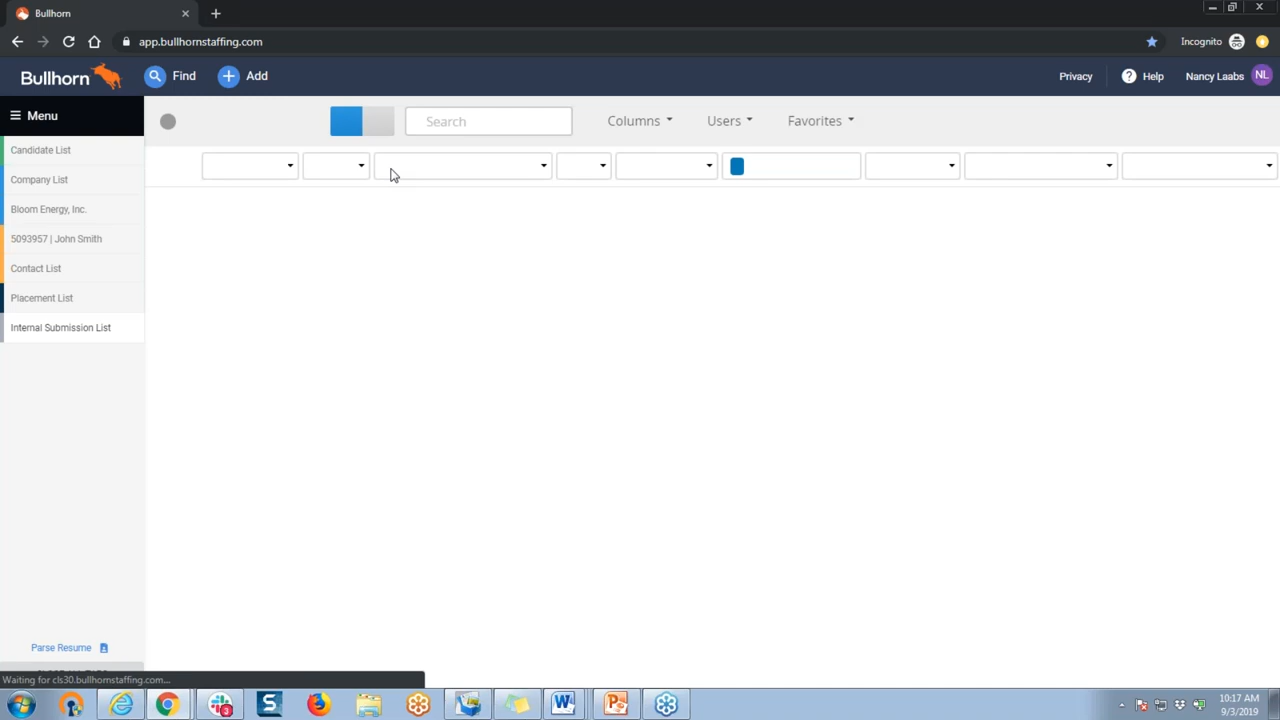 Bullhorn
app.bullhornstaffing.com
Incognito
Bullhorn
Find
Add
Privacy
Help
Nancy Laabs
NL
Menu
Search
Columns
Users
Favorites
Candidate List
Company List
Bloom Energy, Inc.
5093957 | John Smith
Contact List
Placement List
Internal Submission List
Parse Resume
Waiting for cls30.bullhornstaffing.com...
3
10:17 AM
9/3/2019